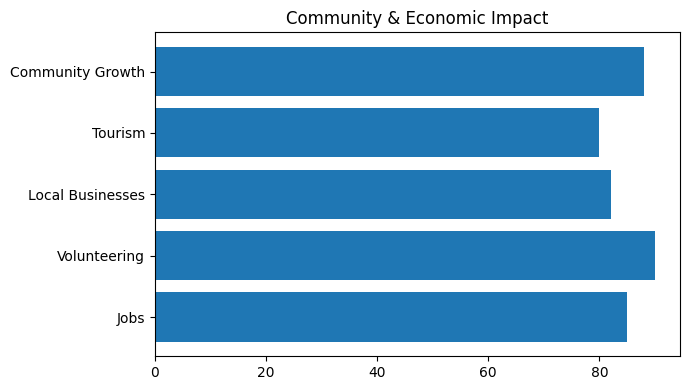 Community & Economic Impact
Community Growth
Tourism
Local Businesses
Volunteering
Jobs
0 20 40 60 80